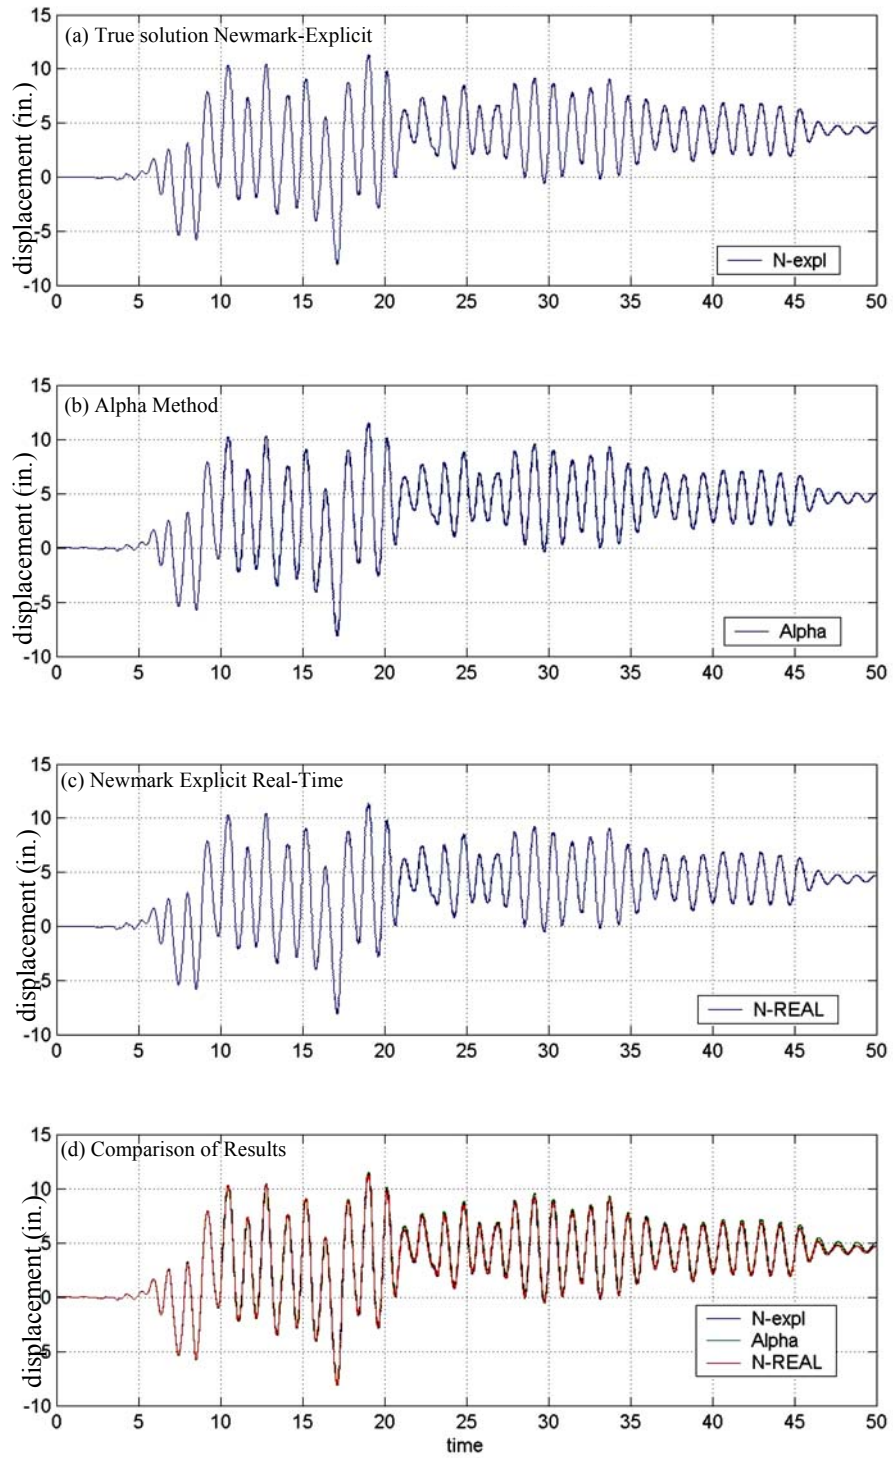 (a) True solution Newmark-Explicit
displacement (in.)
15
10
5
0
-5
-10
N-expl
0 5 10 15 20 25 30 35 40 45 50
(b) Alpha Method
displacement (in.)
15
10
5
0
-5
-10
Alpha
0 5 10 15 20 25 30 35 40 45 50
(c) Newmark Explicit Real-Time
displacement (in.)
15
10
5
0
-5
-10
N-REAL
0 5 10 15 20 25 30 35 40 45 50
(d) Comparison of Results
displacement (in.)
15
10
5
0
-5
-10
N-expl
Alpha
N-REAL
0 5 10 15 20 25 30 35 40 45 50
time